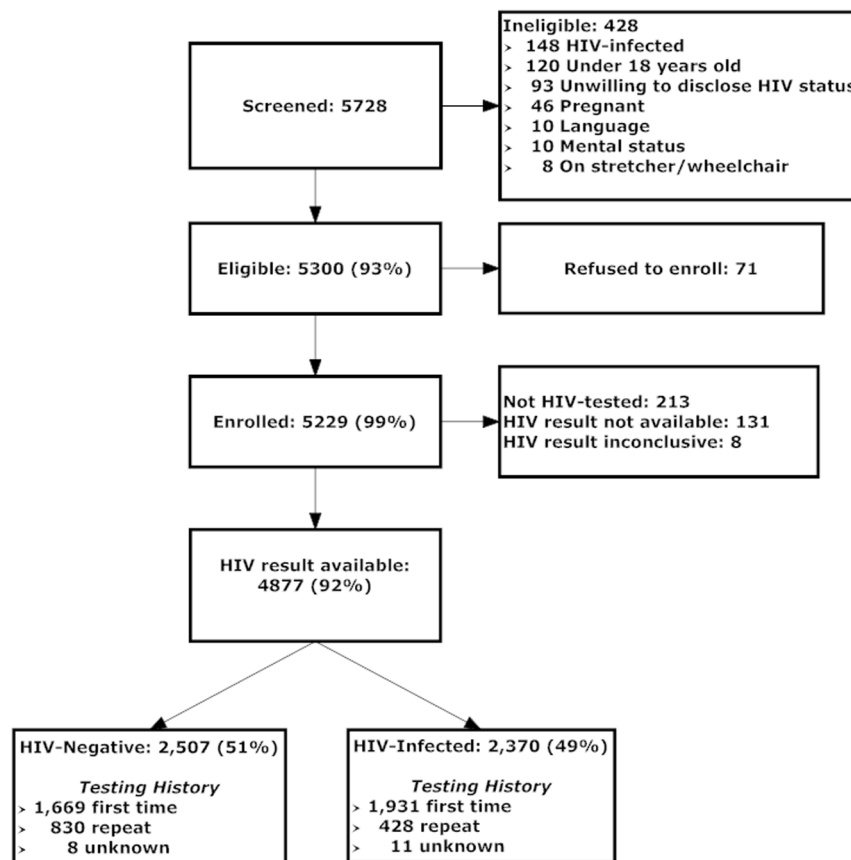 Screened: 5728
Ineligible: 428
➢ 148 HIV-infected
➢ 120 Under 18 years old
➢ 93 Unwilling to disclose HIV status
➢ 46 Pregnant
➢ 10 Language
➢ 10 Mental status
➢ 8 On stretcher/wheelchair
Eligible: 5300 (93%)
Refused to enroll: 71
Enrolled: 5229 (99%)
Not HIV-tested: 213
HIV result not available: 131
HIV result inconclusive: 8
HIV result available:
4877 (92%)
HIV-Negative: 2,507 (51%)
Testing History
➢ 1,669 first time
➢ 830 repeat
➢ 8 unknown
HIV-Infected: 2,370 (49%)
Testing History
➢ 1,931 first time
➢ 428 repeat
➢ 11 unknown